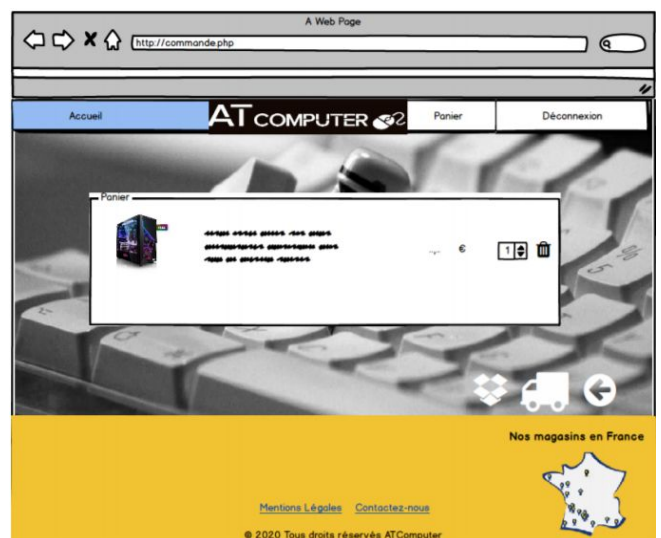 A Web Page
http://commande.php
Accueil
AT COMPUTER
Panier
Déconnexion
Panier
€
1
Nos magasins en France
Mentions Légales Contactez-nous
© 2020 Tous droits réservés ATComputer